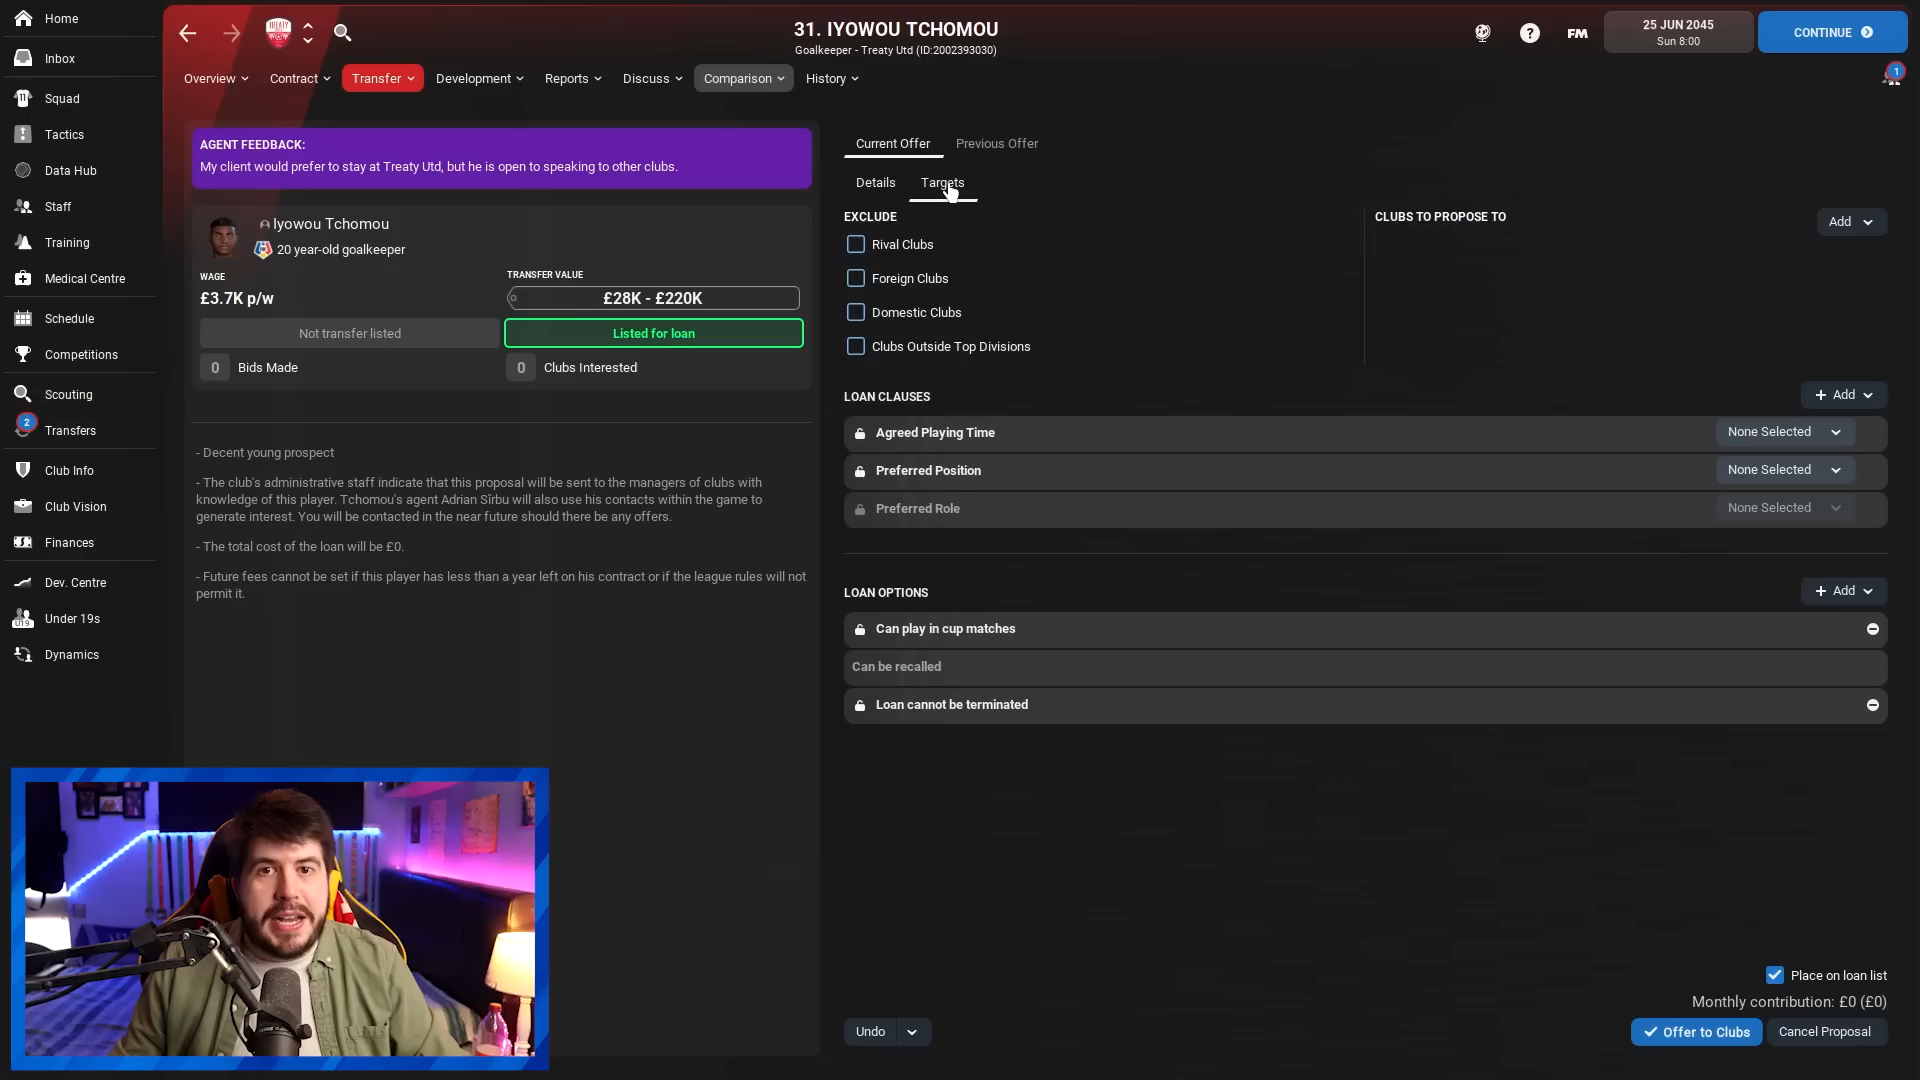 Home
Inbox
Squad
Tactics
Data Hub
Staff
Training
Medical Centre
Schedule
Competitions
Scouting
2
Transfers
Club Info
Club Vision
Finances
Dev. Centre
Under 19s
Dynamics
31. IYOWOU TCHOMOU
Goalkeeper - Treaty Utd (ID:2002393030)
FM
25 JUN 2045
Sun 8:00
CONTINUE
1
Overview
Contract
Transfer
Development
Reports
Discuss
Comparison
History
AGENT FEEDBACK:
My client would prefer to stay at Treaty Utd, but he is open to speaking to other clubs.
Iyowou Tchomou
20 year-old goalkeeper
WAGE
TRANSFER VALUE
£3.7K p/w
£28K - £220K
Not transfer listed
Listed for loan
0 Bids Made
0 Clubs Interested
- Decent young prospect
- The club's administrative staff indicate that this proposal will be sent to the managers of clubs with
knowledge of this player. Tchomou's agent Adrian Sîrbu will also use his contacts within the game to
generate interest. You will be contacted in the near future should there be any offers.
- The total cost of the loan will be £0.
- Future fees cannot be set if this player has less than a year left on his contract or if the league rules will not
permit it.
Current Offer
Previous Offer
Details
Targets
EXCLUDE
Rival Clubs
Foreign Clubs
Domestic Clubs
Clubs Outside Top Divisions
CLUBS TO PROPOSE TO
Add
LOAN CLAUSES
+ Add
Agreed Playing Time
None Selected
Preferred Position
None Selected
Preferred Role
None Selected
LOAN OPTIONS
+ Add
Can play in cup matches
Can be recalled
Loan cannot be terminated
Place on loan list
Monthly contribution: £0 (£0)
Undo
Offer to Clubs
Cancel Proposal